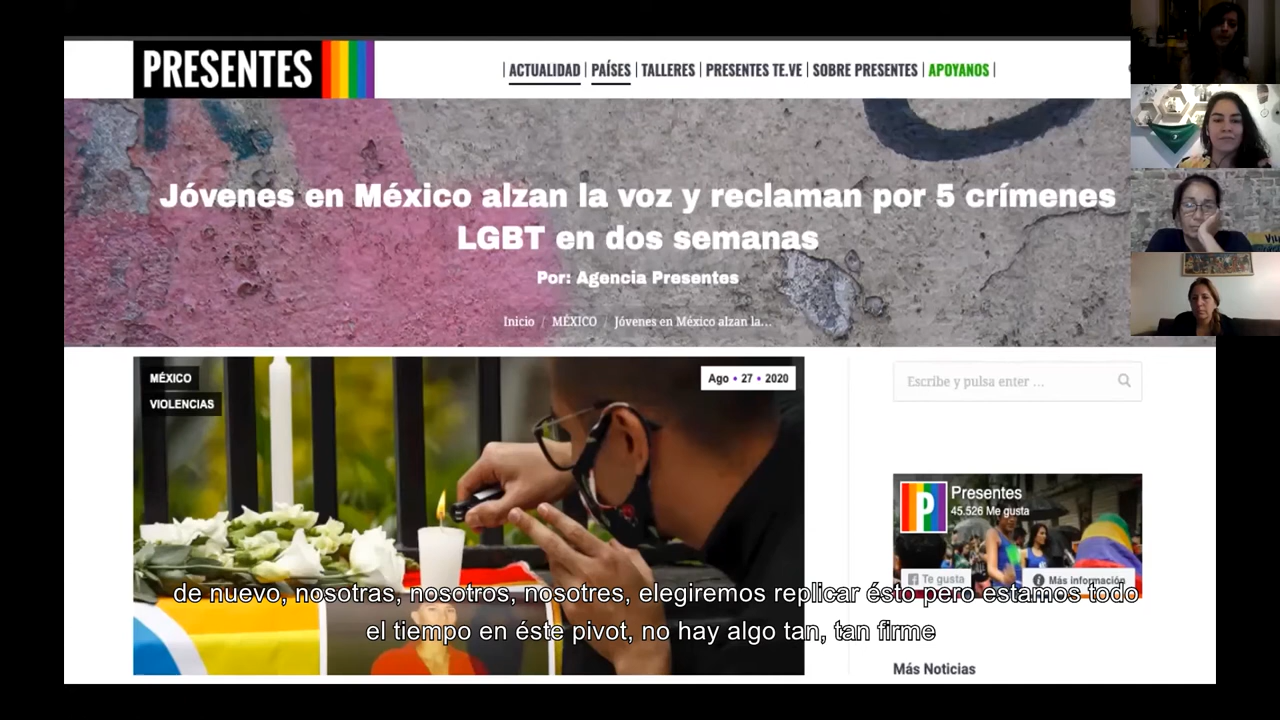 PRESENTES
| ACTUALIDAD | PAÍSES | TALLERES | PRESENTES TE.VE | SOBRE PRESENTES | APOYANOS |
Jóvenes en México alzan la voz y reclaman por 5 crímenes
LGBT en dos semanas
Por: Agencia Presentes
Inicio / MÉXICO / Jóvenes en México alzan la...
MÉXICO
VIOLENCIAS
Ago • 27 • 2020
Escribe y pulsa enter ...
P
Presentes
45.526 Me gusta
Te gusta
Más información
de nuevo, nosotras, nosotros, nosotres, elegiremos replicar ésto pero estamos todo
el tiempo en éste pivot, no hay algo tan, tan firme
Más Noticias